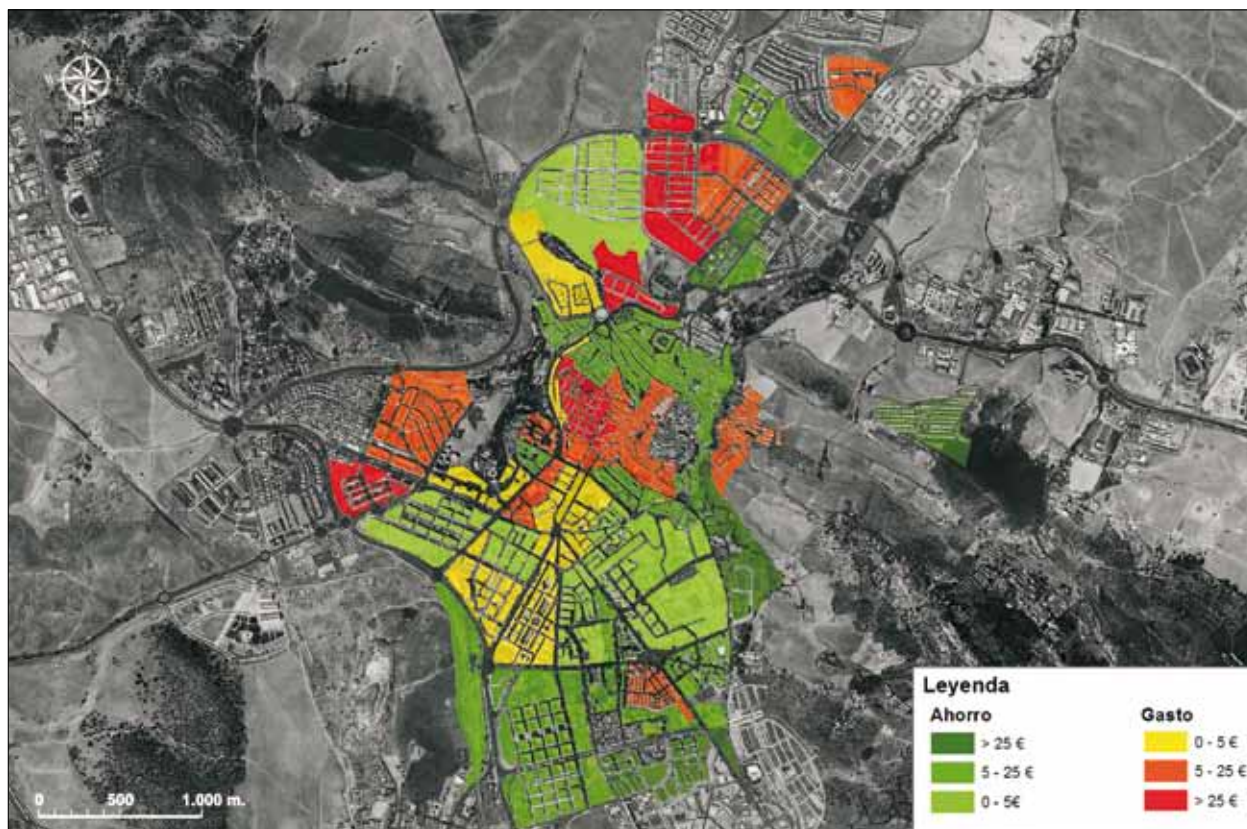 Leyenda
Ahorro
> 25 €
5 - 25 €
0 - 5€
Gasto
0 - 5 €
5 - 25 €
> 25 €
0 500 1.000 m.